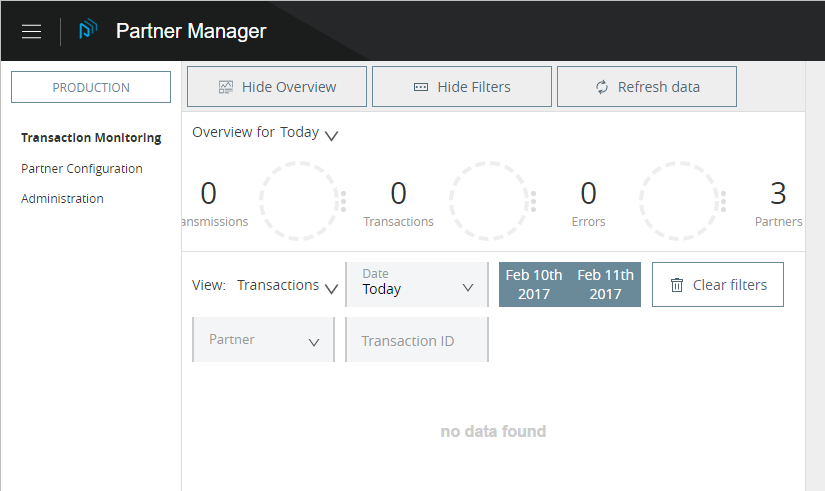 Partner Manager
PRODUCTION
Transaction Monitoring
Partner Configuration
Administration
Hide Overview
Hide Filters
Refresh data
Overview for Today
0
ansmissions
0
Transactions
0
Errors
3
Partners
View: Transactions
Date
Today
Feb 10th
2017
Feb 11th
2017
Clear filters
Partner
Transaction ID
no data found